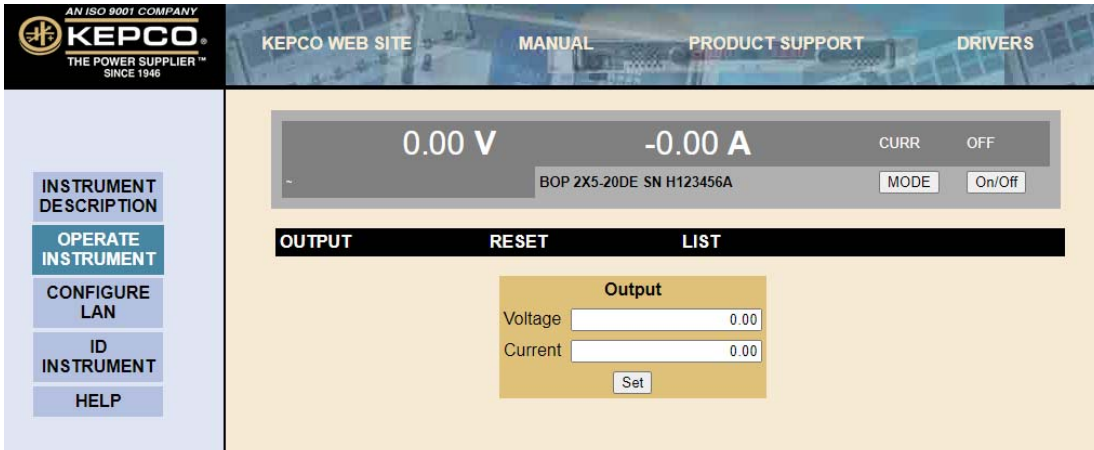 AN ISO 9001 COMPANY
KEPCO®
THE POWER SUPPLIER™
SINCE 1946
KEPCO WEB SITE MANUAL PRODUCT SUPPORT DRIVERS
INSTRUMENT
DESCRIPTION
OPERATE
INSTRUMENT
CONFIGURE
LAN
ID
INSTRUMENT
HELP
0.00 V -0.00 A CURR OFF
~ BOP 2X5-20DE SN H123456A MODE On/Off
OUTPUT RESET LIST
Output
Voltage 0.00
Current 0.00
Set